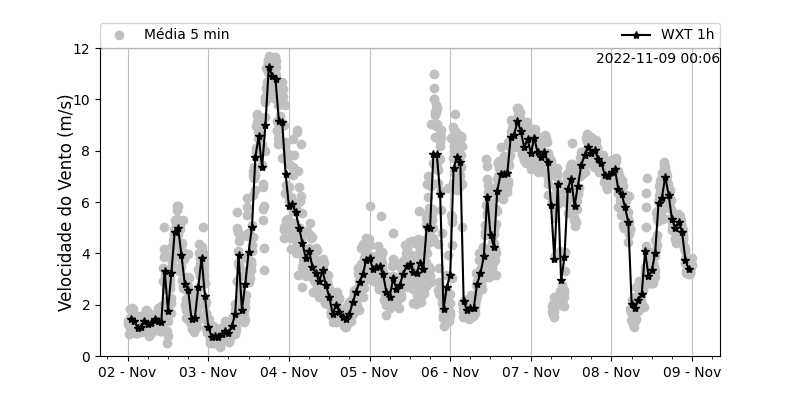 Média 5 min
WXT 1h
2022-11-09 00:06
12
10
8
6
4
2
0
Velocidade do Vento (m/s)
02 - Nov 03 - Nov 04 - Nov 05 - Nov 06 - Nov 07 - Nov 08 - Nov 09 - Nov